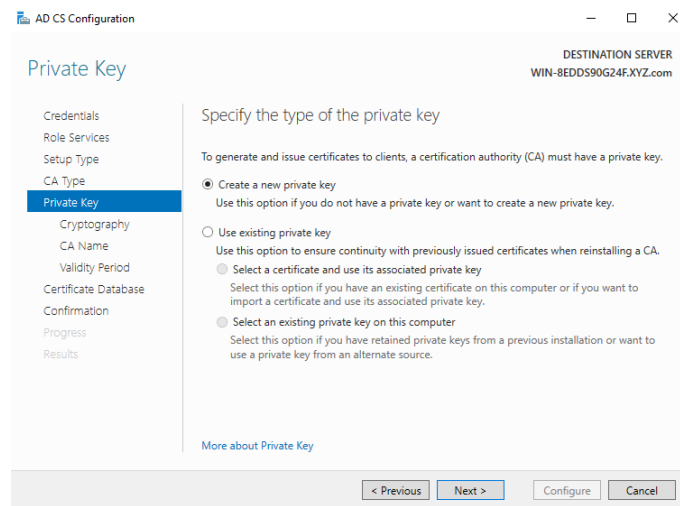 AD CS Configuration
DESTINATION SERVER
WIN-8EDDS90G24F.XYZ.com
Private Key
Credentials
Role Services
Setup Type
CA Type
Private Key
Cryptography
CA Name
Validity Period
Certificate Database
Confirmation
Progress
Results
Specify the type of the private key
To generate and issue certificates to clients, a certification authority (CA) must have a private key.
Create a new private key
Use this option if you do not have a private key or want to create a new private key.
Use existing private key
Use this option to ensure continuity with previously issued certificates when reinstalling a CA.
Select a certificate and use its associated private key
Select this option if you have an existing certificate on this computer or if you want to
import a certificate and use its associated private key.
Select an existing private key on this computer
Select this option if you have retained private keys from a previous installation or want to
use a private key from an alternate source.
More about Private Key
< Previous
Next >
Configure
Cancel